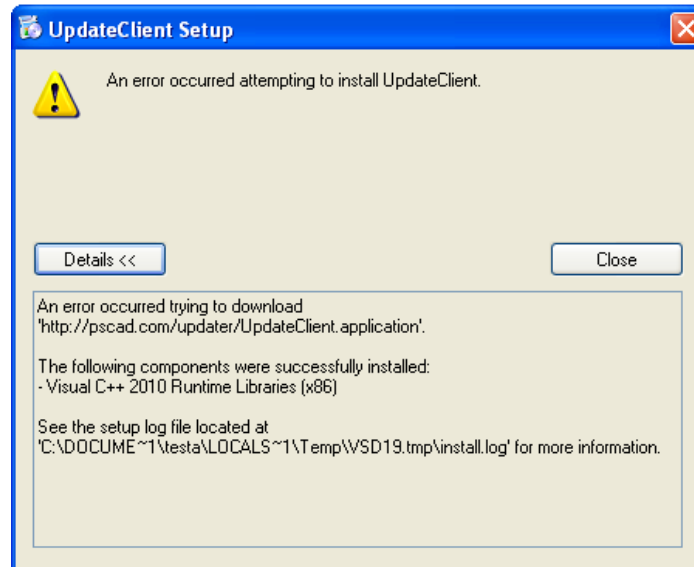 UpdateClient Setup
An error occurred attempting to install UpdateClient.
Details <<
Close
An error occurred trying to download
'http://pscad.com/updater/UpdateClient.application'.
The following components were successfully installed:
- Visual C++ 2010 Runtime Libraries (x86)
See the setup log file located at
'C:\DOCUME~1\testa\LOCALS~1\Temp\VSD19.tmp\install.log' for more information.